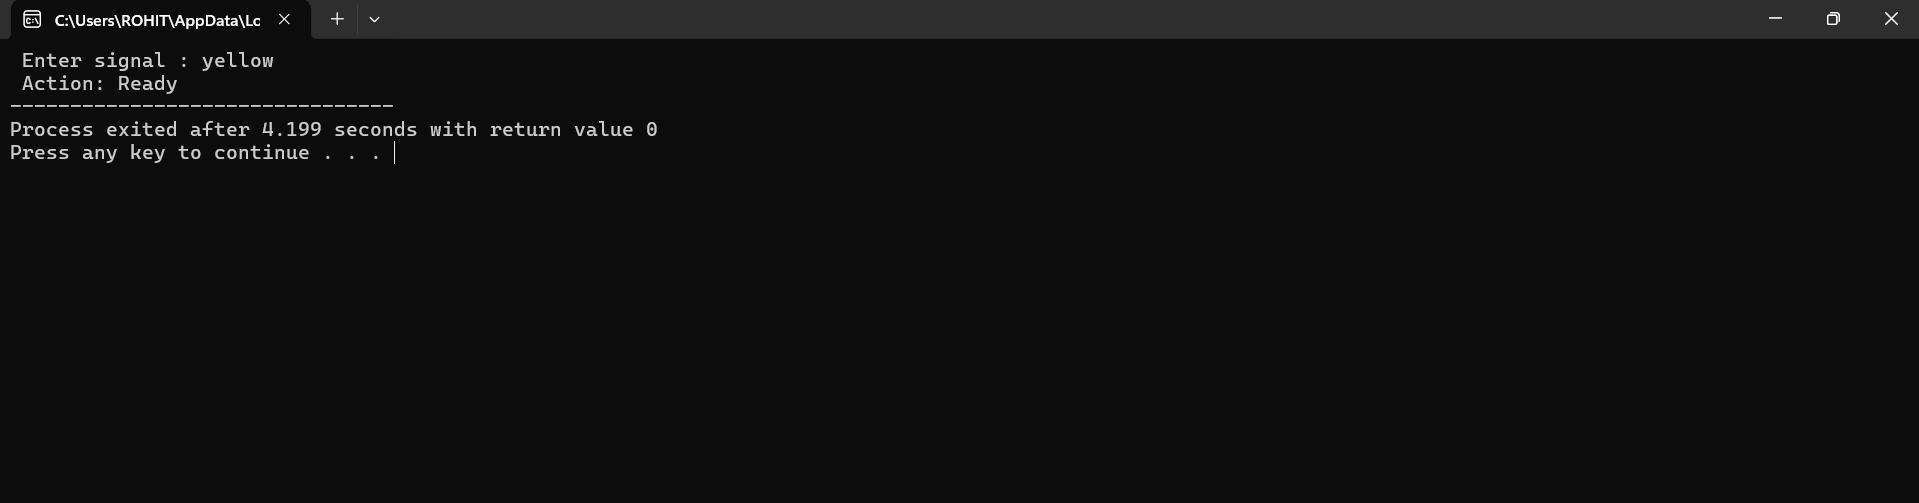 C:\Users\ROHIT\AppData\Lc
Enter signal : yellow
Action: Ready
--------------------------------
Process exited after 4.199 seconds with return value 0
Press any key to continue . . .